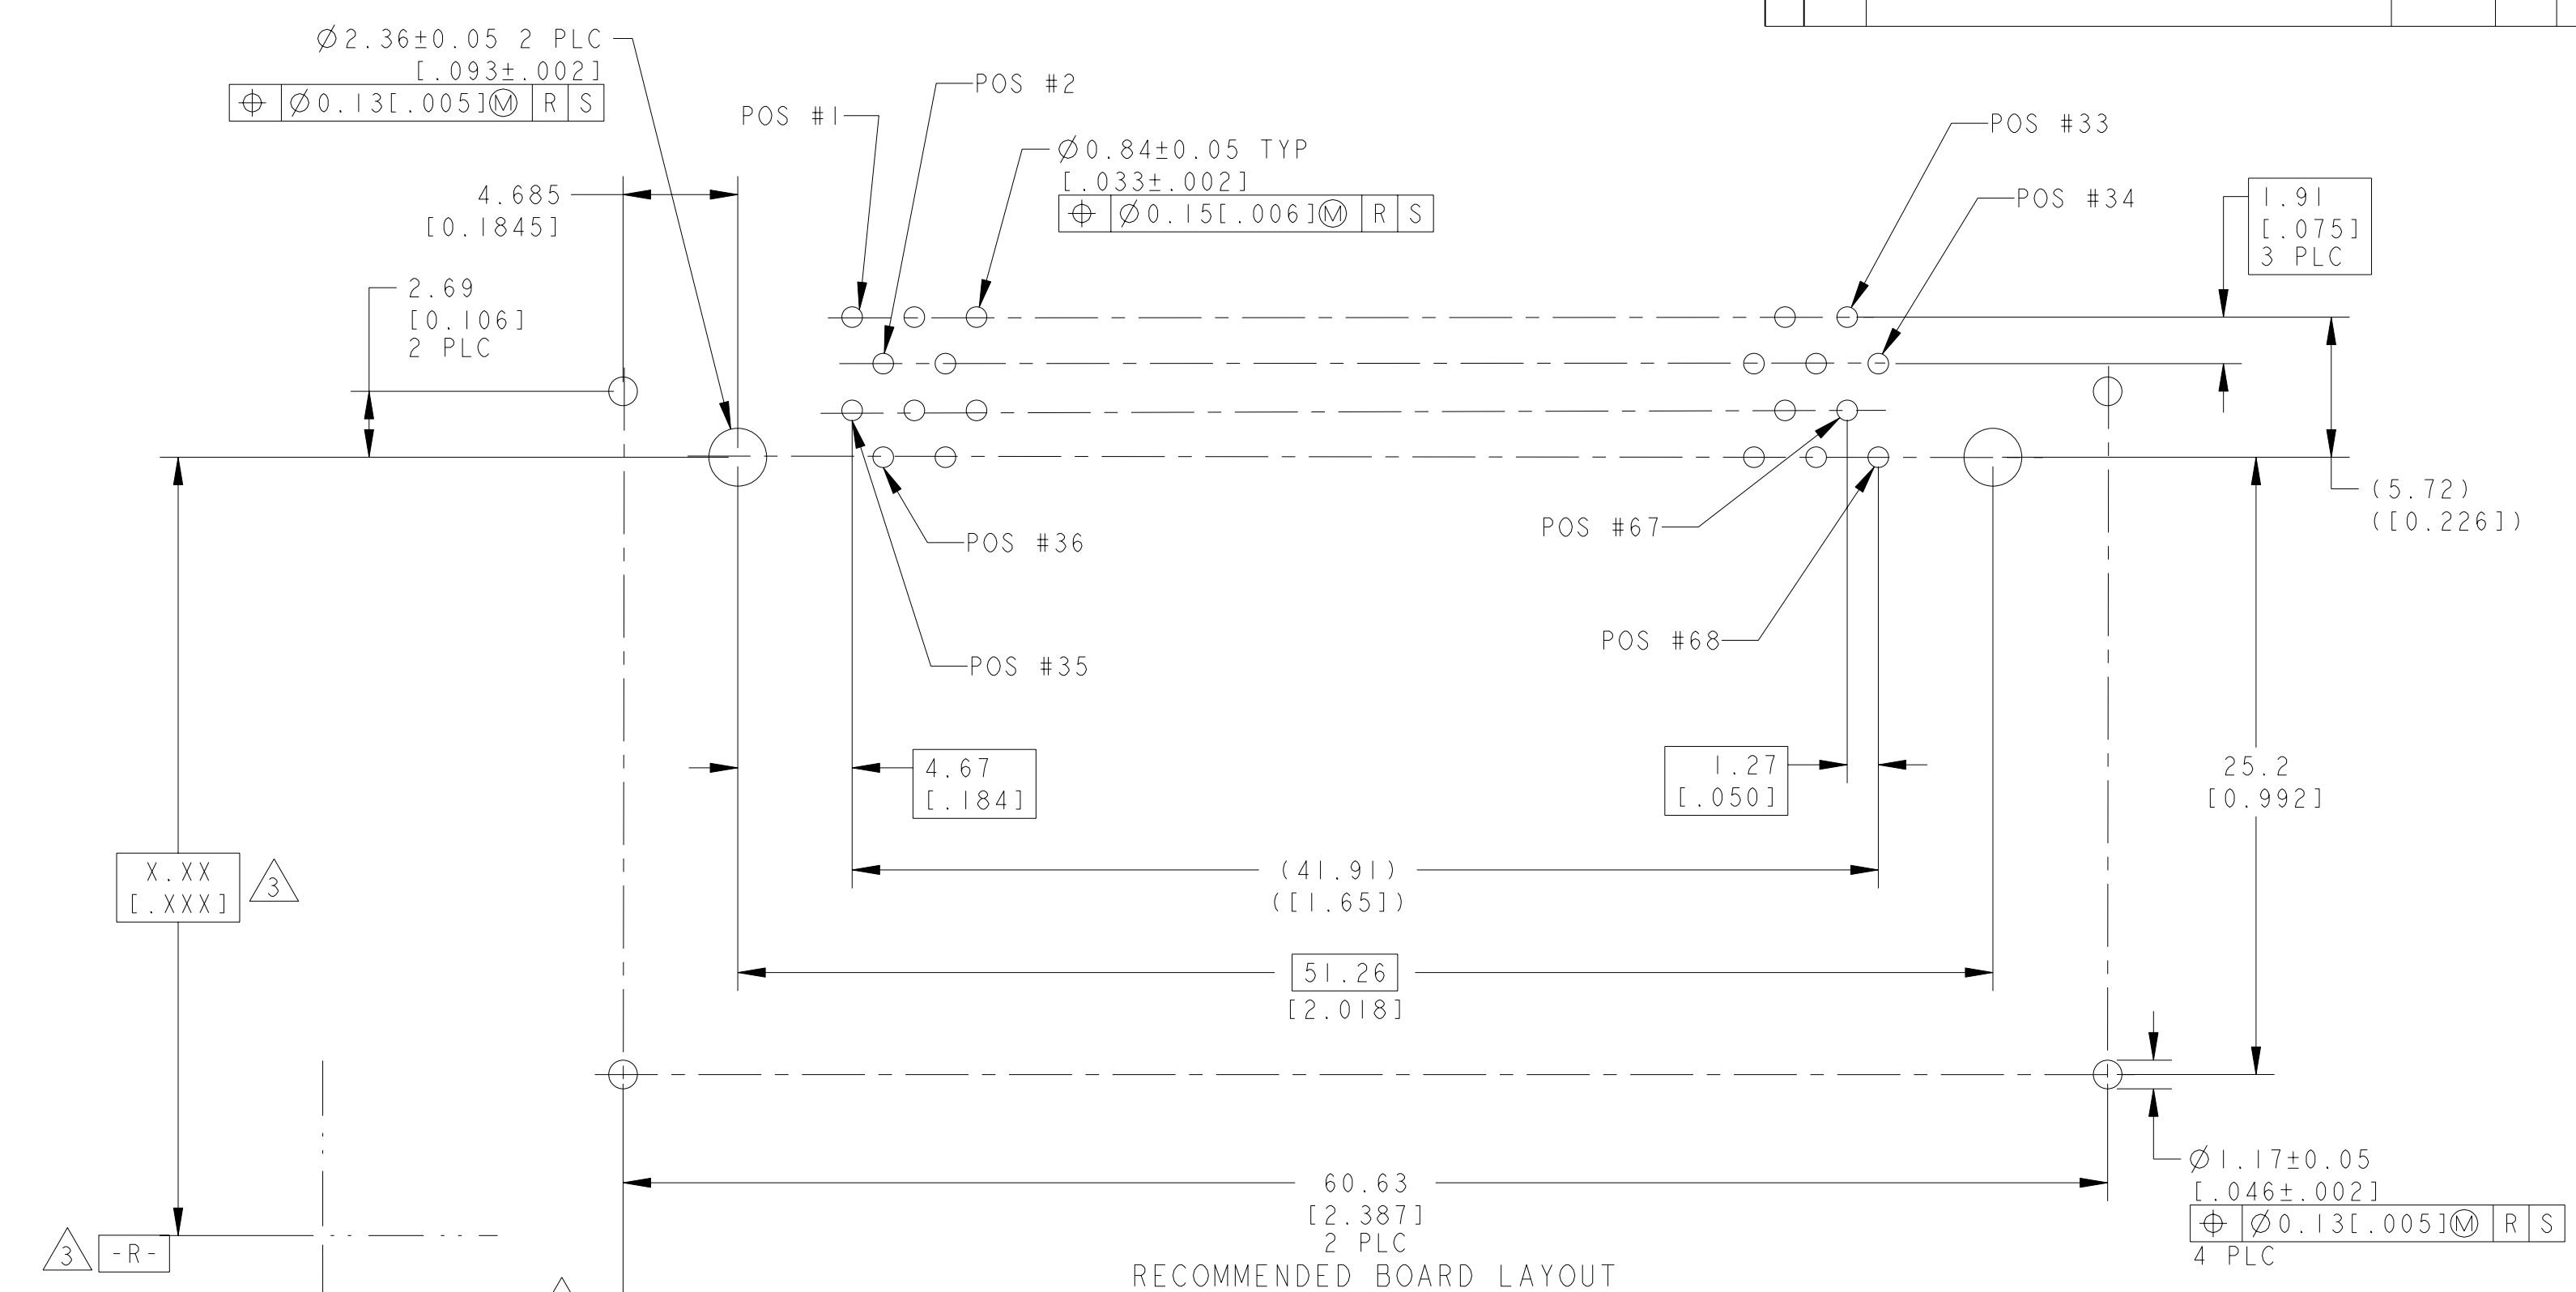 Ø2.36±0.05 2 PLC
[.093±.002]
⌖ Ø0.13[.005]Ⓜ R S
POS #1
POS #2
Ø0.84±0.05 TYP
[.033±.002]
⌖ Ø0.15[.006]Ⓜ R S
POS #33
POS #34
1.91
[.075]
3 PLC
4.685
[0.1845]
2.69
[0.106]
2 PLC
(5.72)
([0.226])
POS #36
POS #35
POS #67
POS #68
4.67
[.184]
1.27
[.050]
25.2
[0.992]
X.XX
[.XXX]
3
(41.91)
([1.65])
51.26
[2.018]
60.63
[2.387]
2 PLC
Ø1.17±0.05
[.046±.002]
⌖ Ø0.13[.005]Ⓜ R S
4 PLC
3 -R-
RECOMMENDED BOARD LAYOUT